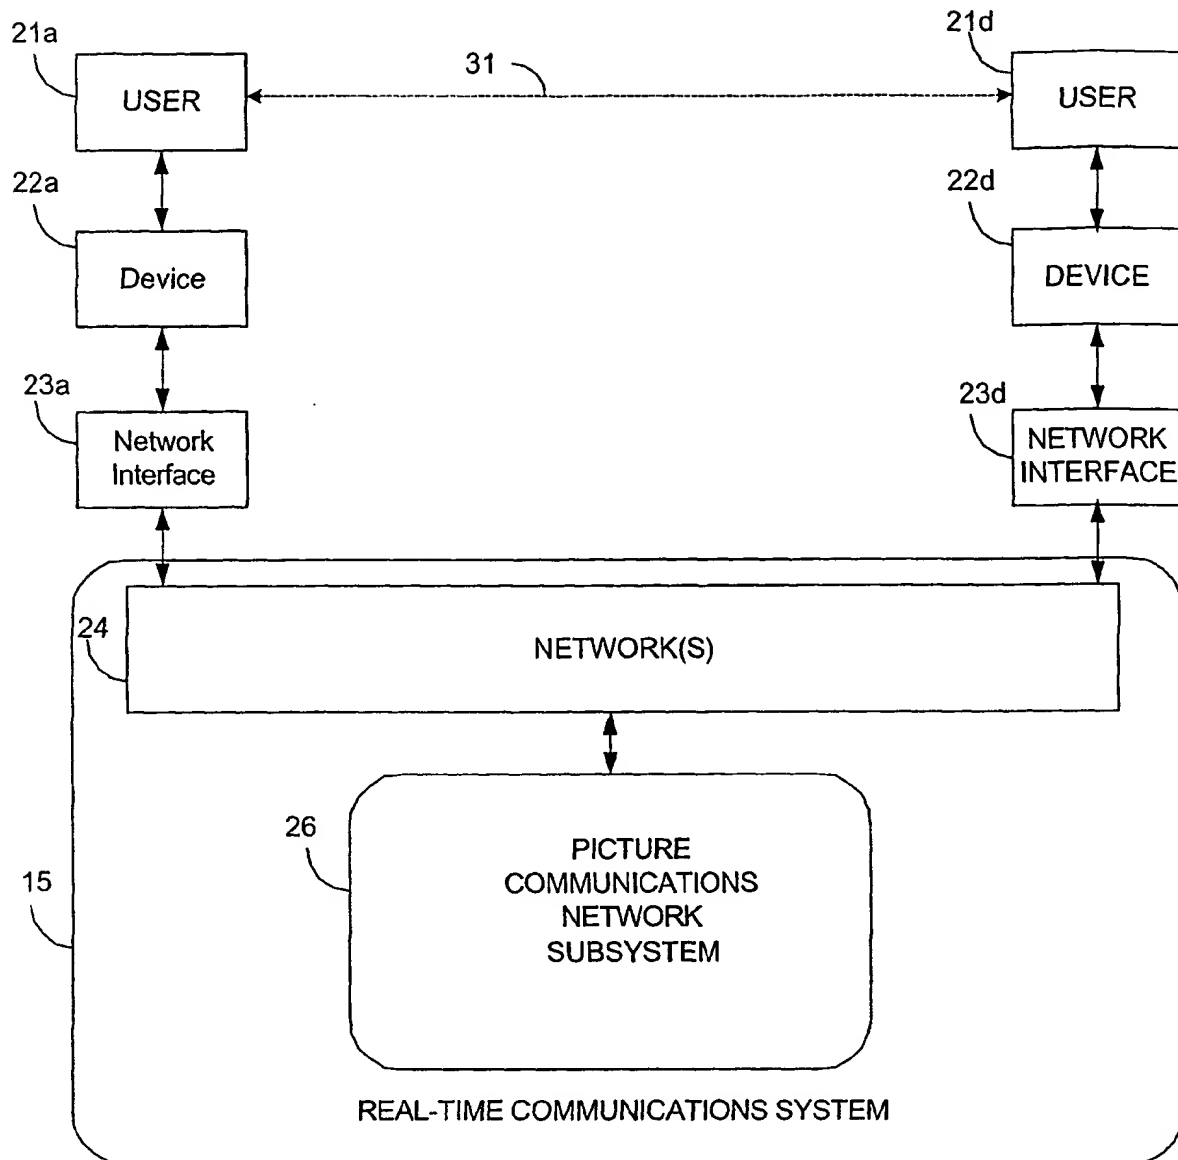 21a
21d
31
USER
USER
22a
22d
Device
DEVICE
23a
23d
Network
Interface
NETWORK
INTERFACE
24
NETWORK(S)
26
PICTURE
COMMUNICATIONS
NETWORK
SUBSYSTEM
15
REAL-TIME COMMUNICATIONS SYSTEM